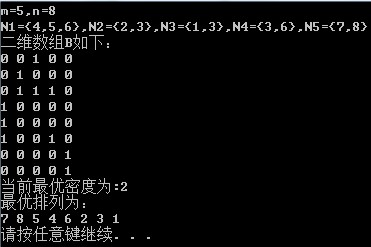 m=5,n=8
N1={4,5,6},N2={2,3},N3={1,3},N4={3,6},N5={7,8}
二维数组B如下:
0 0 1 0 0
0 1 0 0 0
0 1 1 1 0
1 0 0 0 0
1 0 0 0 0
1 0 0 1 0
0 0 0 0 1
0 0 0 0 1
当前最优密度为:2
最优排列为:
7 8 5 4 6 2 3 1
请按任意键继续. . .